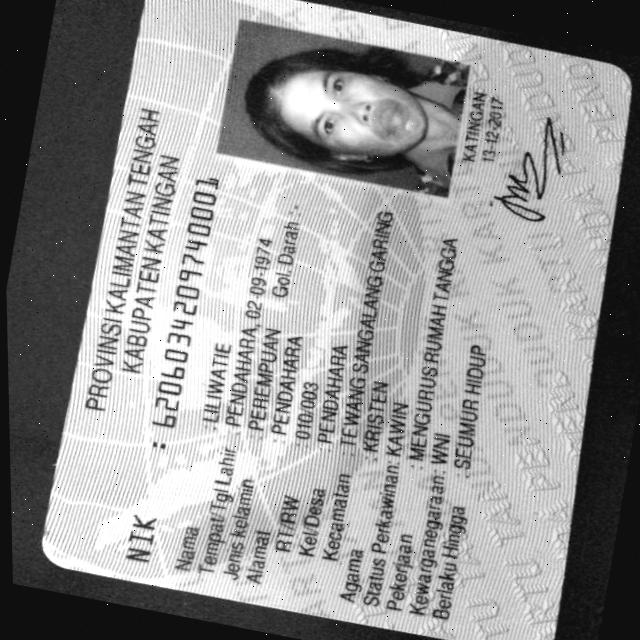 PROVINSI KALIMANTAN TENGAH
KABUPATEN KATINGAN
NIK : 6206034209740001
Nama : LILIWATIE
Tempat/Tgl Lahir : PENDAHARA, 02-09-1974
Jenis kelamin : PEREMPUAN Gol. Darah : -
Alamat : PENDAHARA
RT/RW : 010/003
Kel/Desa : PENDAHARA
Kecamatan : TEWANG SANGALANG GARING
Agama : KRISTEN
Status Perkawinan: KAWIN
Pekerjaan : MENGURUS RUMAH TANGGA
Kewarganegaraan: WNI
Berlaku Hingga : SEUMUR HIDUP
KATINGAN
13-12-2017